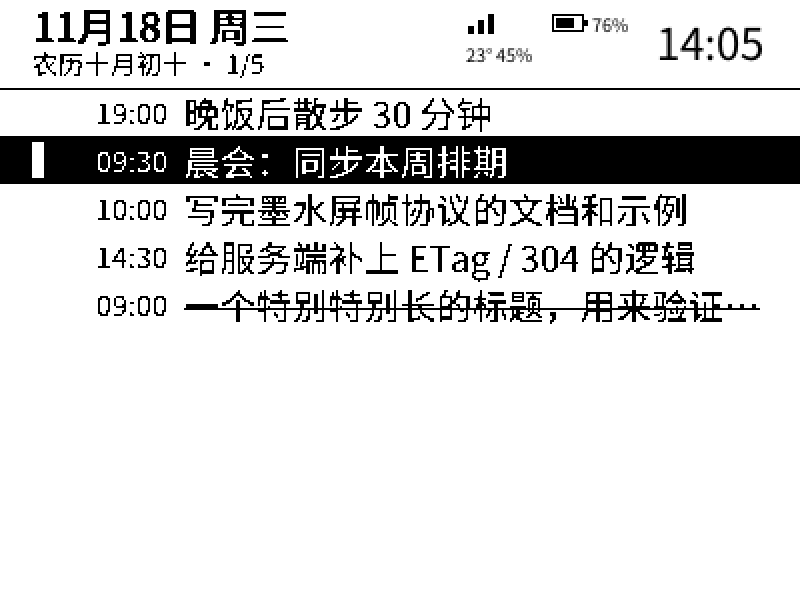 11月18日 周三
农历十月初十 · 1/5
23° 45%
76%
14:05
19:00 晚饭后散步 30 分钟
09:30 晨会：同步本周排期
10:00 写完墨水屏帧协议的文档和示例
14:30 给服务端补上 ETag / 304 的逻辑
09:00 一个特别特别长的标题，用来验证…